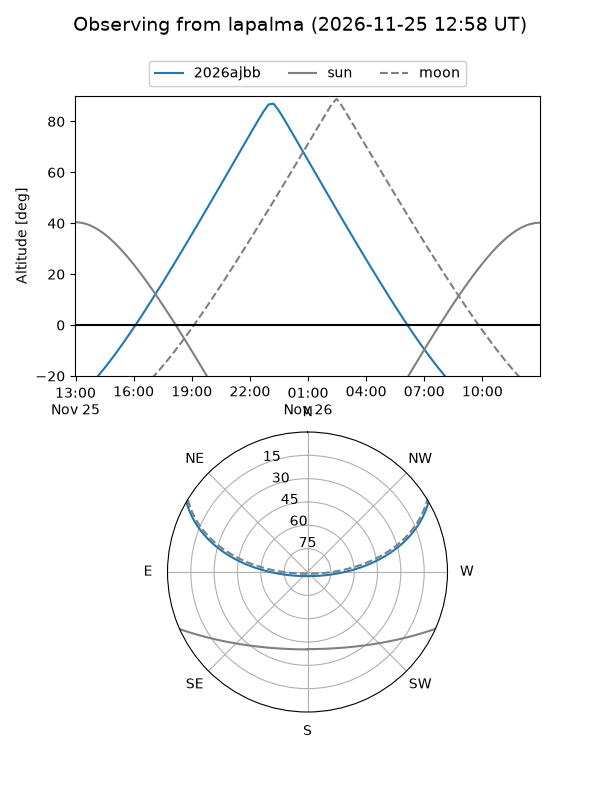 Observing from lapalma (2026-11-25 12:58 UT)
2026ajbb sun moon
Altitude [deg]
80
60
40
20
0
−20
13:00 16:00 19:00 22:00 01:00 04:00 07:00 10:00
Nov 25 Nov 26
N
NE NW
15
30
45
60
75
E W
SE SW
S